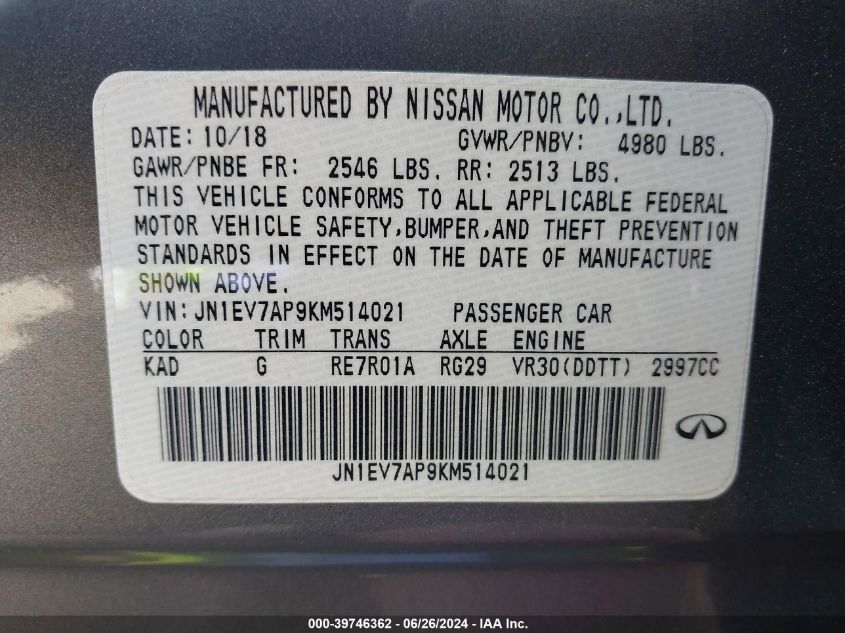 MANUFACTURED BY NISSAN MOTOR CO.,LTD.
DATE: 10/18 GVWR/PNBV: 4980 LBS.
GAWR/PNBE FR: 2546 LBS. RR: 2513 LBS.
THIS VEHICLE CONFORMS TO ALL APPLICABLE FEDERAL
MOTOR VEHICLE SAFETY,BUMPER,AND THEFT PREVENTION
STANDARDS IN EFFECT ON THE DATE OF MANUFACTURE
SHOWN ABOVE.
VIN:JN1EV7AP9KM514021 PASSENGER CAR
COLOR TRIM TRANS AXLE ENGINE
KAD G RE7R01A RG29 VR30(DDTT) 2997CC
JN1EV7AP9KM514021
000-39746362 - 06/26/2024 - IAA Inc.